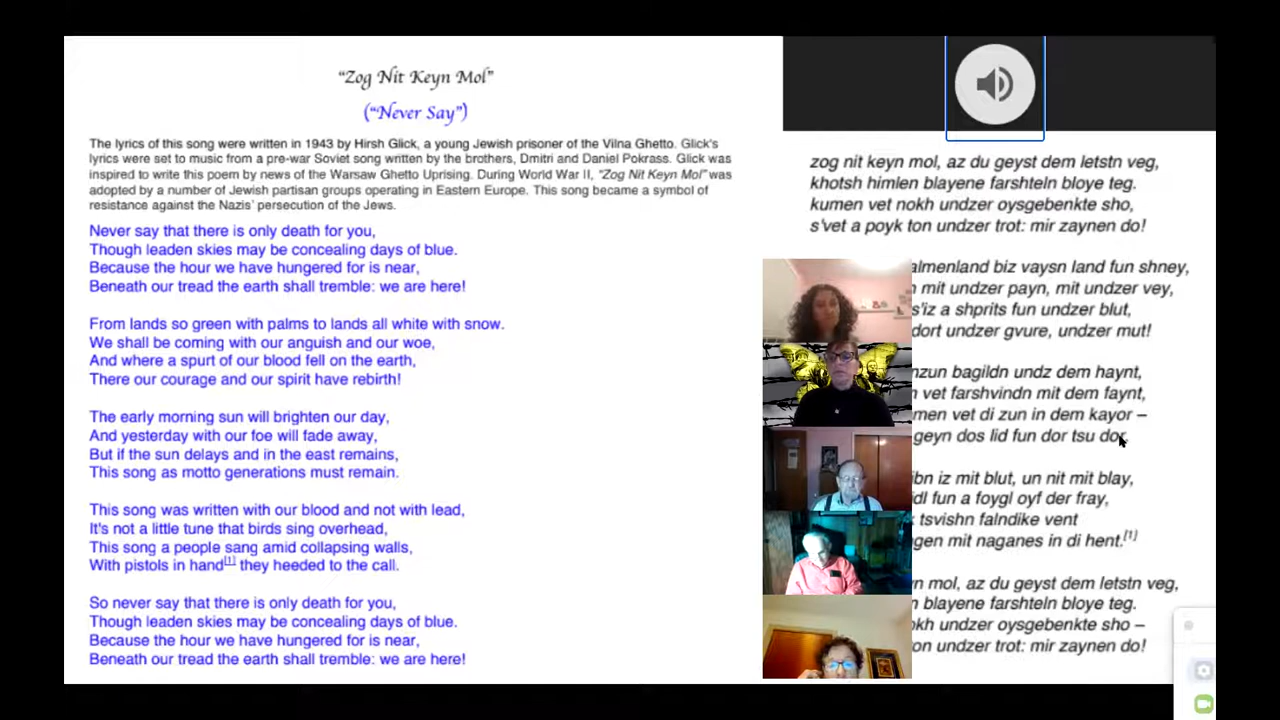 “Zog Nit Keyn Mol”
(“Never Say”)
The lyrics of this song were written in 1943 by Hirsh Glick, a young Jewish prisoner of the Vilna Ghetto. Glick's
lyrics were set to music from a pre-war Soviet song written by the brothers, Dmitri and Daniel Pokrass. Glick was
inspired to write this poem by news of the Warsaw Ghetto Uprising. During World War II, “Zog Nit Keyn Mol” was
adopted by a number of Jewish partisan groups operating in Eastern Europe. This song became a symbol of
resistance against the Nazis’ persecution of the Jews.
Never say that there is only death for you,
Though leaden skies may be concealing days of blue.
Because the hour we have hungered for is near,
Beneath our tread the earth shall tremble: we are here!
From lands so green with palms to lands all white with snow.
We shall be coming with our anguish and our woe,
And where a spurt of our blood fell on the earth,
There our courage and our spirit have rebirth!
The early morning sun will brighten our day,
And yesterday with our foe will fade away,
But if the sun delays and in the east remains,
This song as motto generations must remain.
This song was written with our blood and not with lead,
It's not a little tune that birds sing overhead,
This song a people sang amid collapsing walls,
With pistols in hand[1] they heeded to the call.
So never say that there is only death for you,
Though leaden skies may be concealing days of blue.
Because the hour we have hungered for is near,
Beneath our tread the earth shall tremble: we are here!
zog nit keyn mol, az du geyst dem letstn veg,
khotsh himlen blayene farshteln bloye teg.
kumen vet nokh undzer oysgebenkte sho,
s'vet a poyk ton undzer trot: mir zaynen do!
almenland biz vaysn land fun shney,
mit undzer payn, mit undzer vey,
s'iz a shprits fun undzer blut,
dort undzer gvure, undzer mut!
nzun bagildn undz dem haynt,
vet farshvindn mit dem faynt,
men vet di zun in dem kayor –
geyn dos lid fun dor tsu dor.
ibn iz mit blut, un nit mit blay,
idl fun a foygl oyf der fray,
tsvishn falndike vent
gen mit naganes in di hent.[1]
n mol, az du geyst dem letstn veg,
blayene farshteln bloye teg.
okh undzer oysgebenkte sho –
ton undzer trot: mir zaynen do!